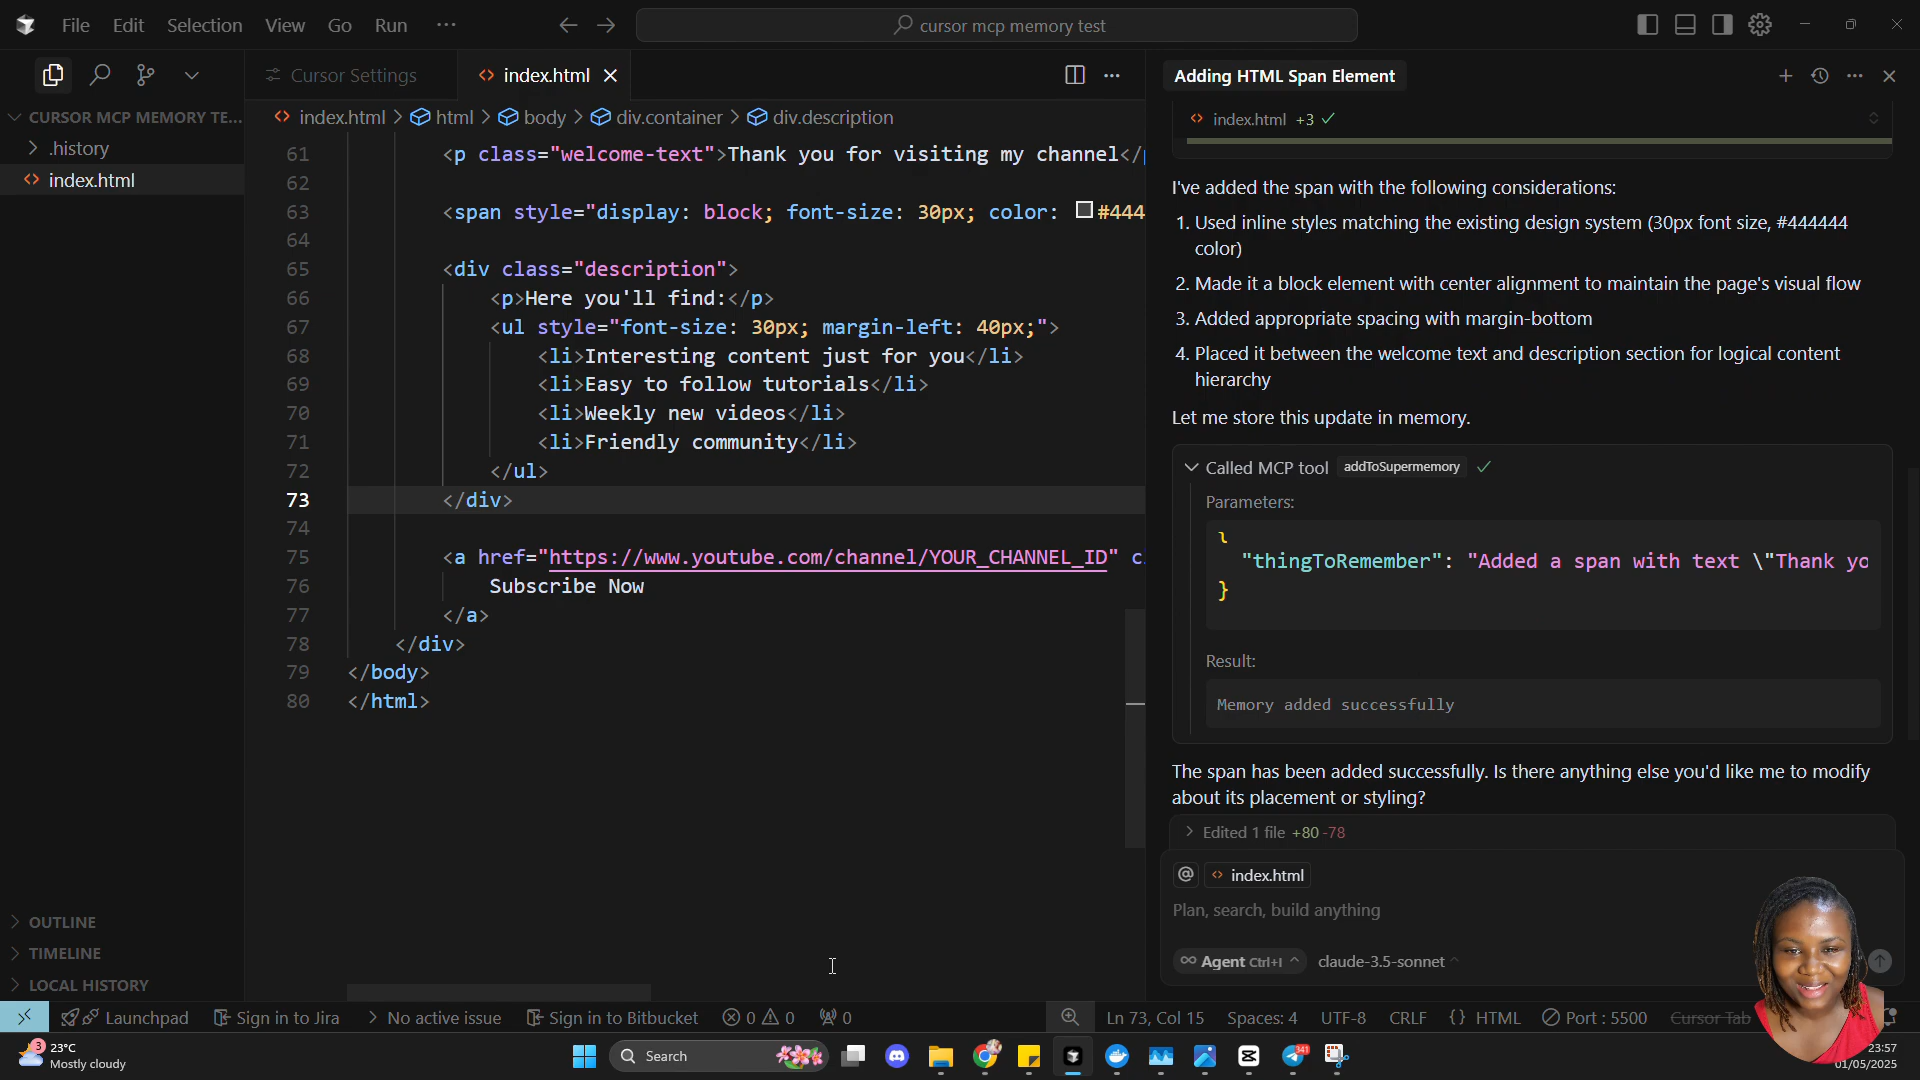 File Edit Selection View Go Run ···
cursor mcp memory test
Cursor Settings
index.html
CURSOR MCP MEMORY TE...
.history
index.html
index.html > html > body > div.container > div.description
61 <p class="welcome-text">Thank you for visiting my channel</
62
63 <span style="display: block; font-size: 30px; color: #444
64
65 <div class="description">
66 <p>Here you'll find:</p>
67 <ul style="font-size: 30px; margin-left: 40px;">
68 <li>Interesting content just for you</li>
69 <li>Easy to follow tutorials</li>
70 <li>Weekly new videos</li>
71 <li>Friendly community</li>
72 </ul>
73 </div>
74
75 <a href="https://www.youtube.com/channel/YOUR_CHANNEL_ID" c
76 Subscribe Now
77 </a>
78 </div>
79 </body>
80 </html>
OUTLINE
TIMELINE
LOCAL HISTORY
Adding HTML Span Element
index.html +3
I've added the span with the following considerations:
1. Used inline styles matching the existing design system (30px font size, #444444
color)
2. Made it a block element with center alignment to maintain the page's visual flow
3. Added appropriate spacing with margin-bottom
4. Placed it between the welcome text and description section for logical content
hierarchy
Let me store this update in memory.
Called MCP tool addToSupermemory
Parameters:
{
"thingToRemember": "Added a span with text \"Thank yo
}
Result:
Memory added successfully
The span has been added successfully. Is there anything else you'd like me to modify
about its placement or styling?
Edited 1 file +80 -78
@ index.html
Plan, search, build anything
Agent Ctrl+I claude-3.5-sonnet
Launchpad Sign in to Jira No active issue Sign in to Bitbucket 0 0 0
Ln 73, Col 15 Spaces: 4 UTF-8 CRLF {} HTML Port : 5500 Cursor Tab
3
23°C
Mostly cloudy
Search
341
23:57
01/05/2025